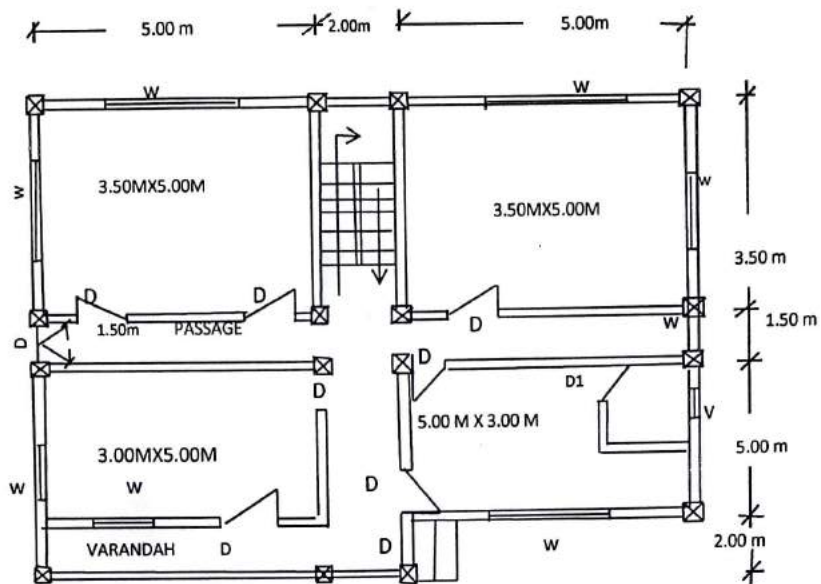 5.00 m 2.00m 5.00m
W W
3.50MX5.00M
W
3.50MX5.00M
W
3.50 m
D D
1.50m PASSAGE
D
D
W
1.50 m
D
D
D1
5.00 M X 3.00 M
V
3.00MX5.00M
5.00 m
W W
D
VARANDAH D
D
W
2.00 m